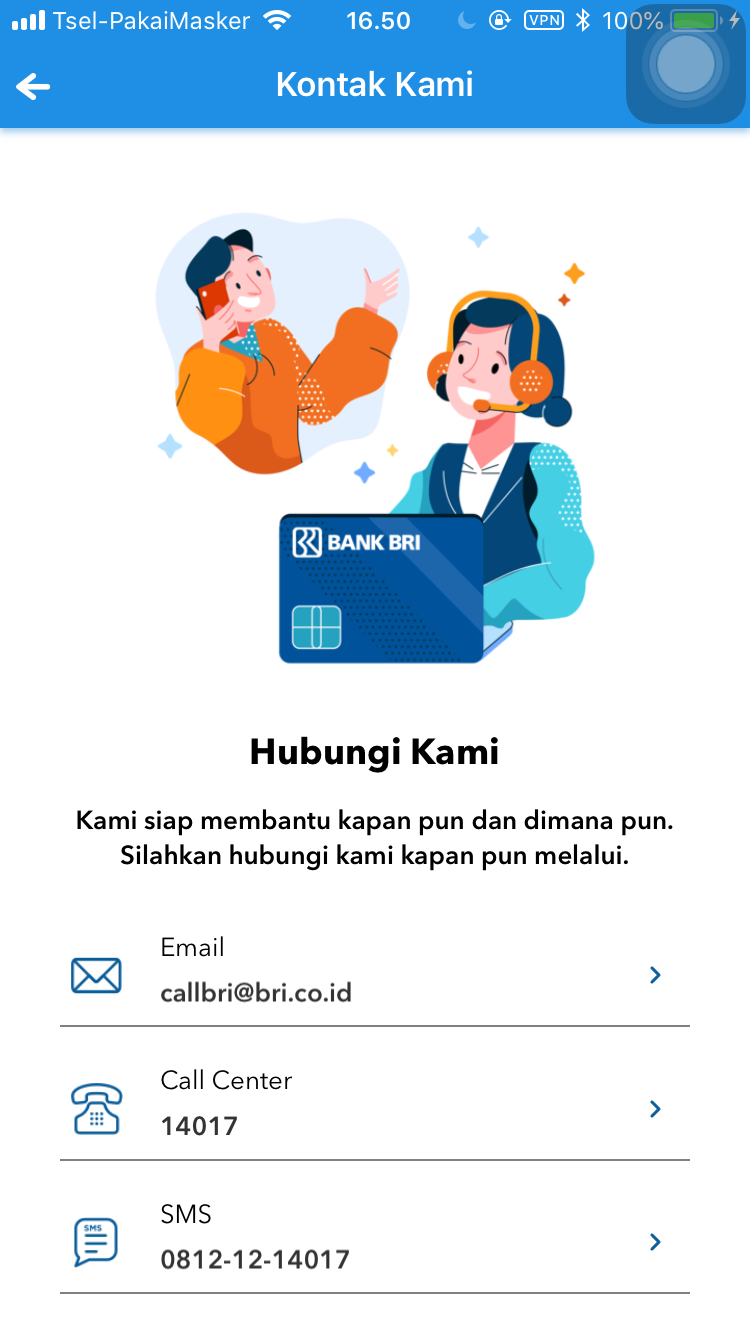 Tsel-PakaiMasker 16.50 VPN 100%
Kontak Kami
BANK BRI
Hubungi Kami
Kami siap membantu kapan pun dan dimana pun.
Silahkan hubungi kami kapan pun melalui.
Email
callbri@bri.co.id
Call Center
14017
SMS
SMS
0812-12-14017